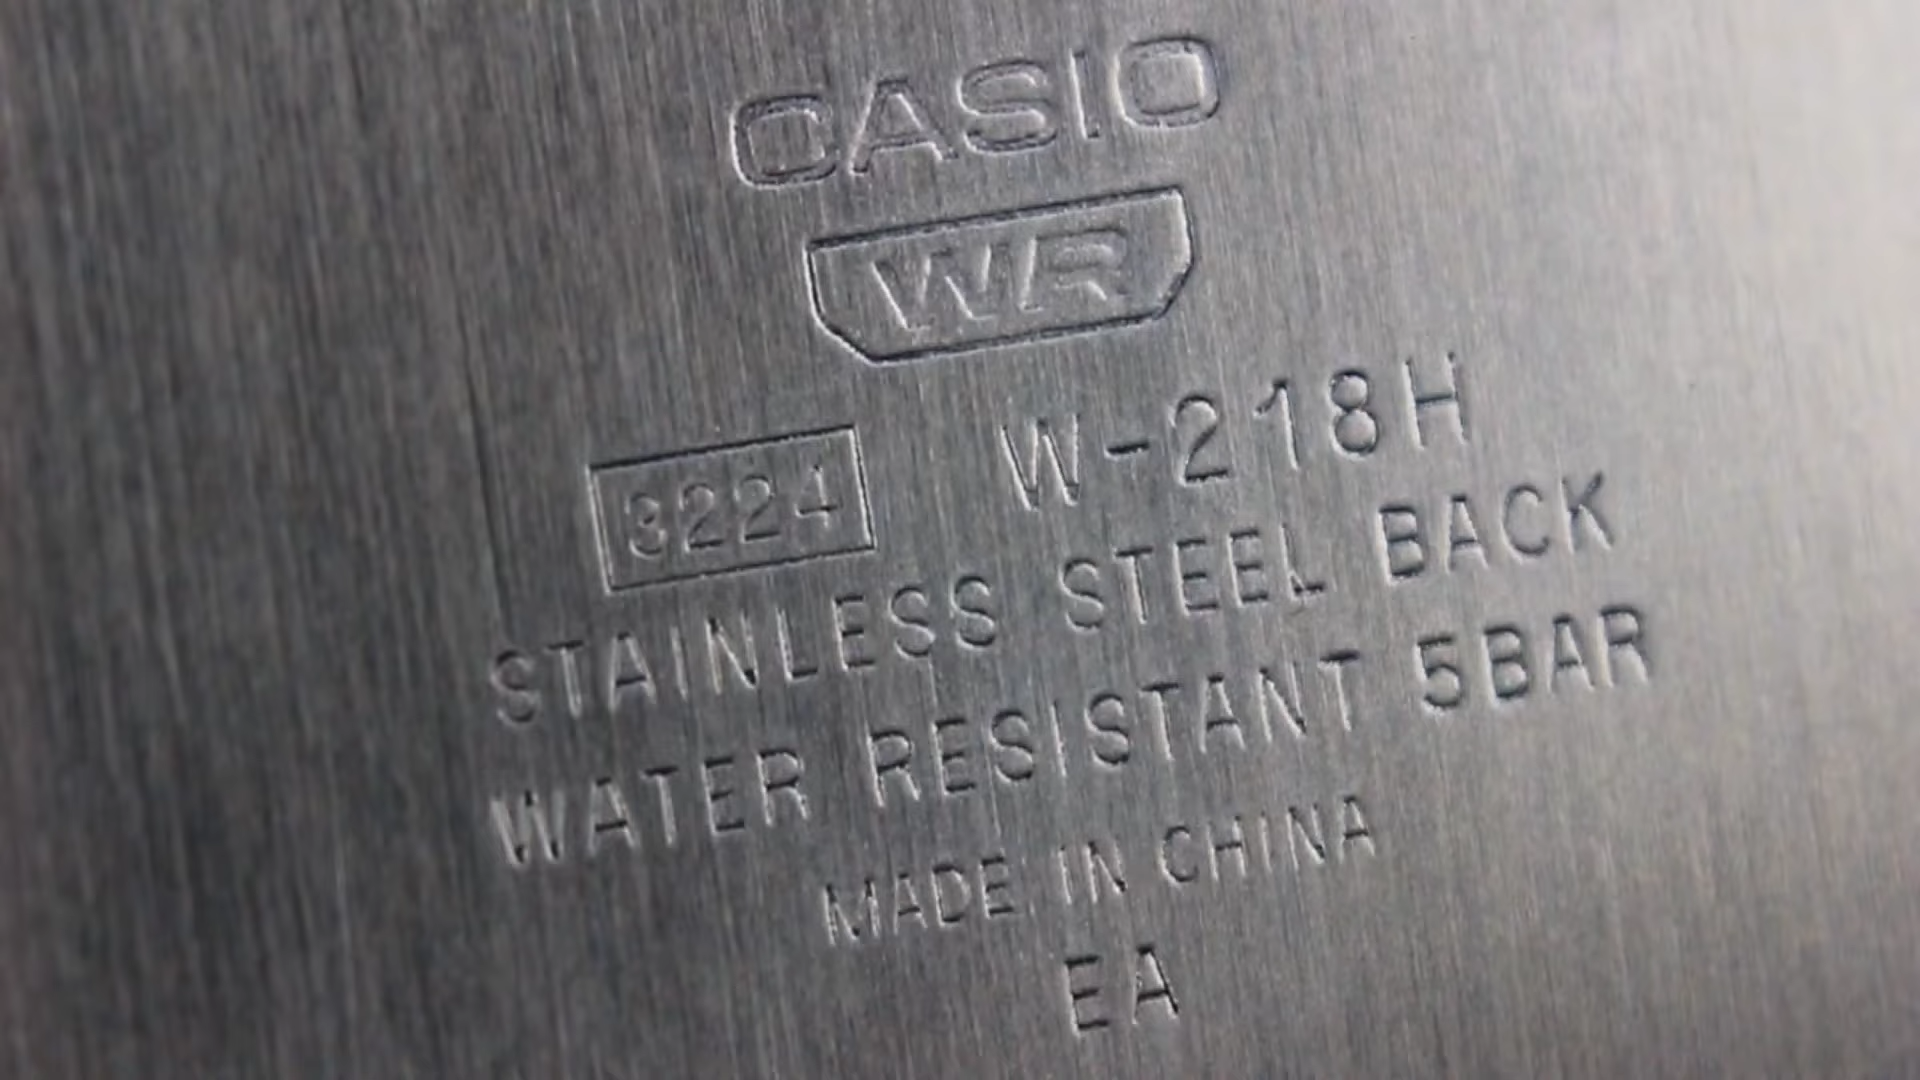 CASIO
WR
3224 W-218H
STAINLESS STEEL BACK
WATER RESISTANT 5BAR
MADE IN CHINA
EA